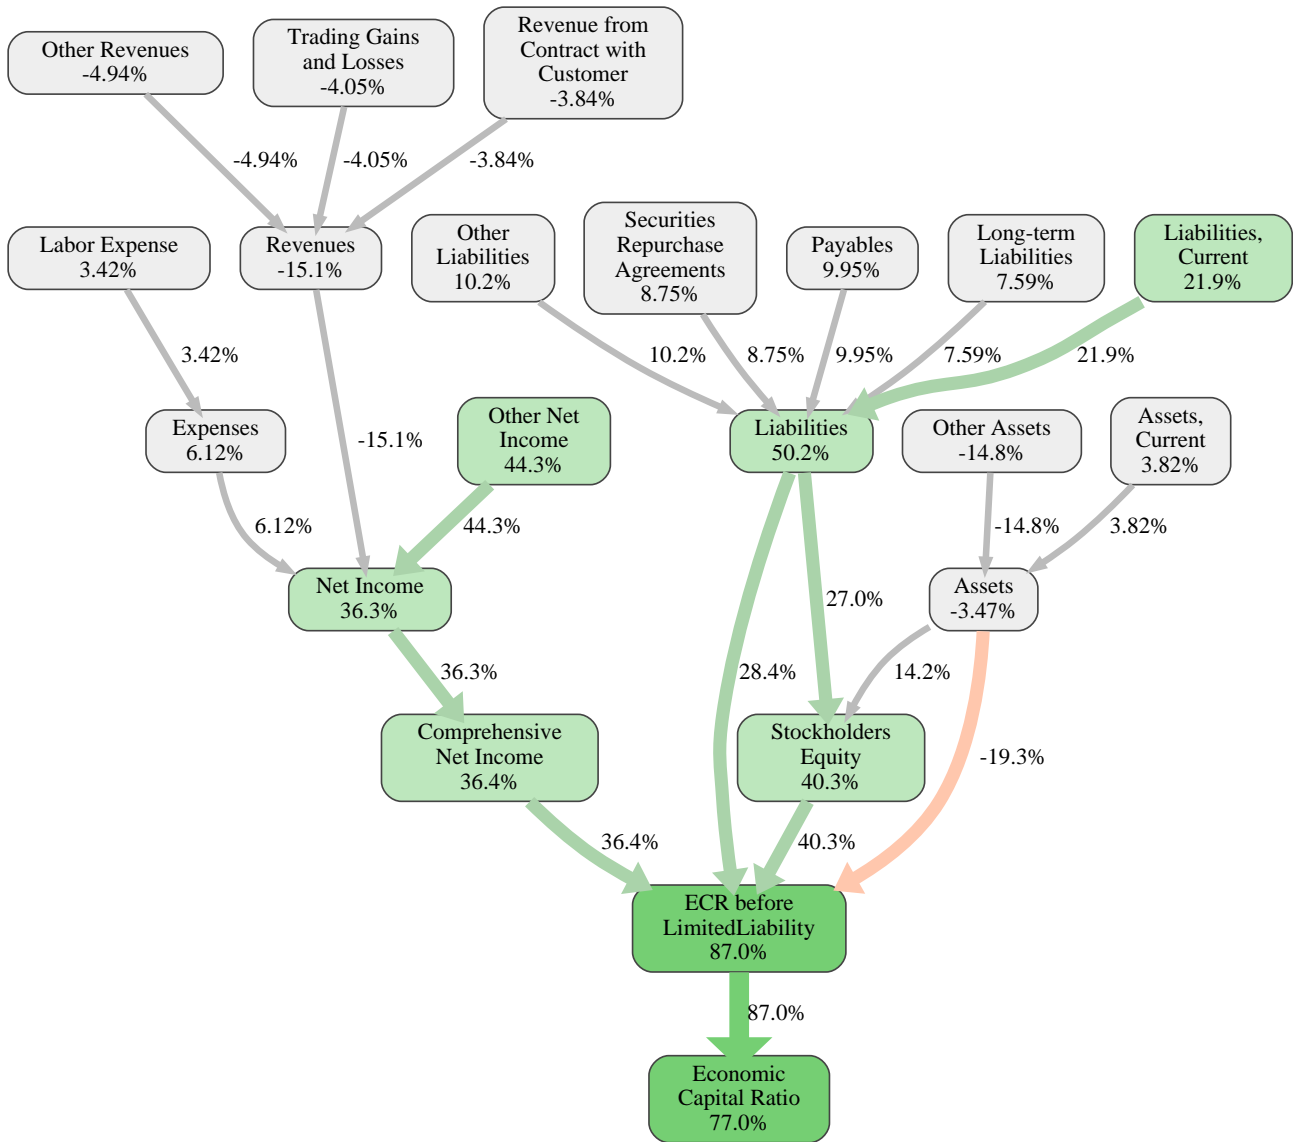 Other Revenues
-4.94%
Trading Gains
and Losses
-4.05%
Revenue from
Contract with
Customer
-3.84%
-4.94%
-4.05%
-3.84%
Labor Expense
3.42%
Revenues
-15.1%
Other
Liabilities
10.2%
Securities
Repurchase
Agreements
8.75%
Payables
9.95%
Long-term
Liabilities
7.59%
Liabilities,
Current
21.9%
3.42%
10.2%
8.75%
9.95%
7.59%
21.9%
Expenses
6.12%
-15.1%
Other Net
Income
44.3%
Liabilities
50.2%
Other Assets
-14.8%
Assets,
Current
3.82%
6.12%
44.3%
-14.8%
3.82%
Net Income
36.3%
27.0%
Assets
-3.47%
36.3%
28.4%
14.2%
Comprehensive
Net Income
36.4%
Stockholders
Equity
40.3%
-19.3%
36.4%
40.3%
ECR before
LimitedLiability
87.0%
87.0%
Economic
Capital Ratio
77.0%